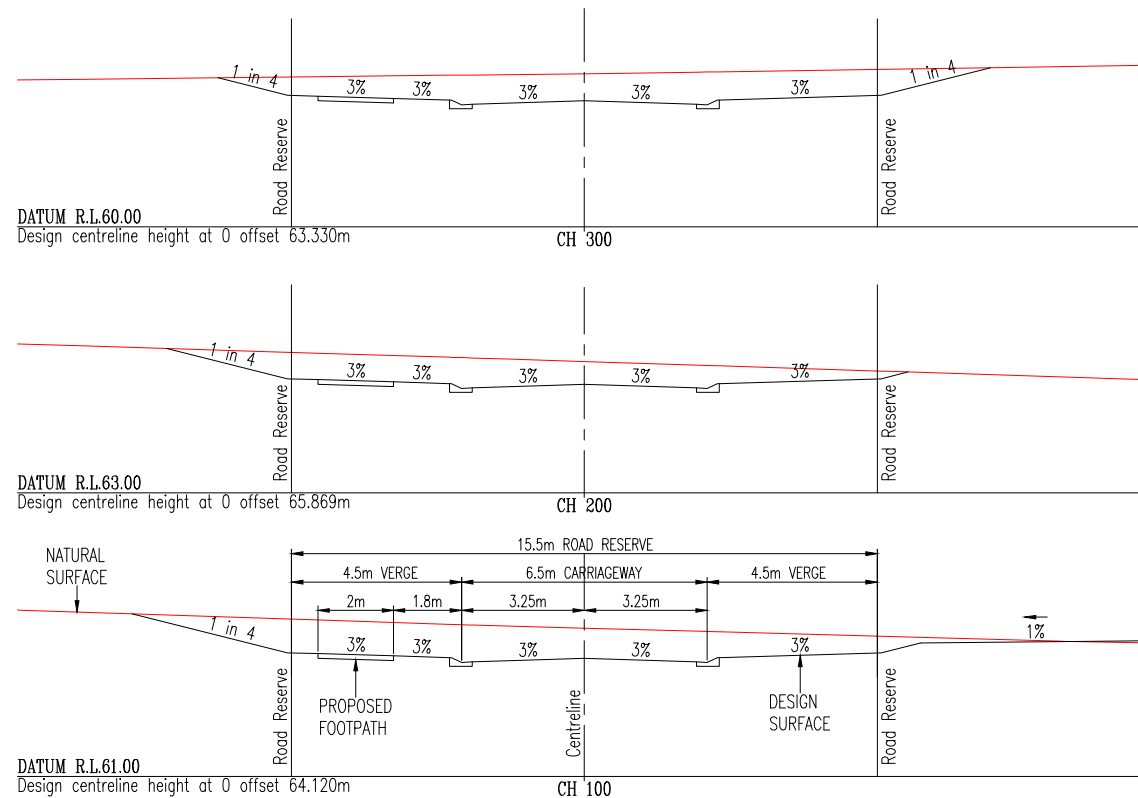 1 in 4
3%
3%
3%
3%
3%
1 in 4
Road Reserve
Road Reserve
DATUM R.L.60.00
Design centreline height at 0 offset 63.330m
CH 300
1 in 4
3%
3%
3%
3%
3%
Road Reserve
Road Reserve
DATUM R.L.63.00
Design centreline height at 0 offset 65.869m
CH 200
15.5m ROAD RESERVE
NATURAL
SURFACE
4.5m VERGE
6.5m CARRIAGEWAY
4.5m VERGE
2m
1.8m
3.25m
3.25m
1 in 4
3%
3%
3%
3%
3%
1%
Road Reserve
PROPOSED
FOOTPATH
Centreline
DESIGN
SURFACE
Road Reserve
DATUM R.L.61.00
Design centreline height at 0 offset 64.120m
CH 100